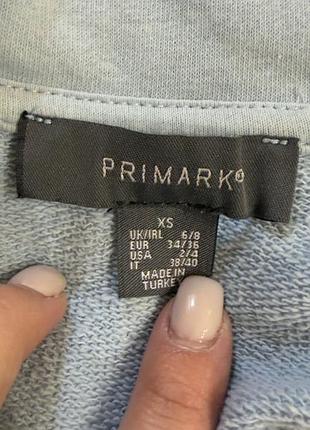 PRIMARK®
XS
UK/IRL 6/8
EUR 34/36
USA 2/4
IT 38/40
MADE IN
TURKEY